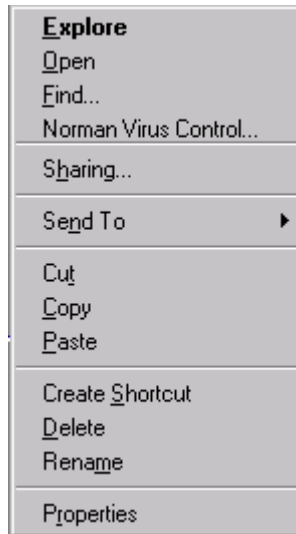 Explore
Open
Find...
Norman Virus Control...
Sharing...
Send To
Cut
Copy
Paste
Create Shortcut
Delete
Rename
Properties